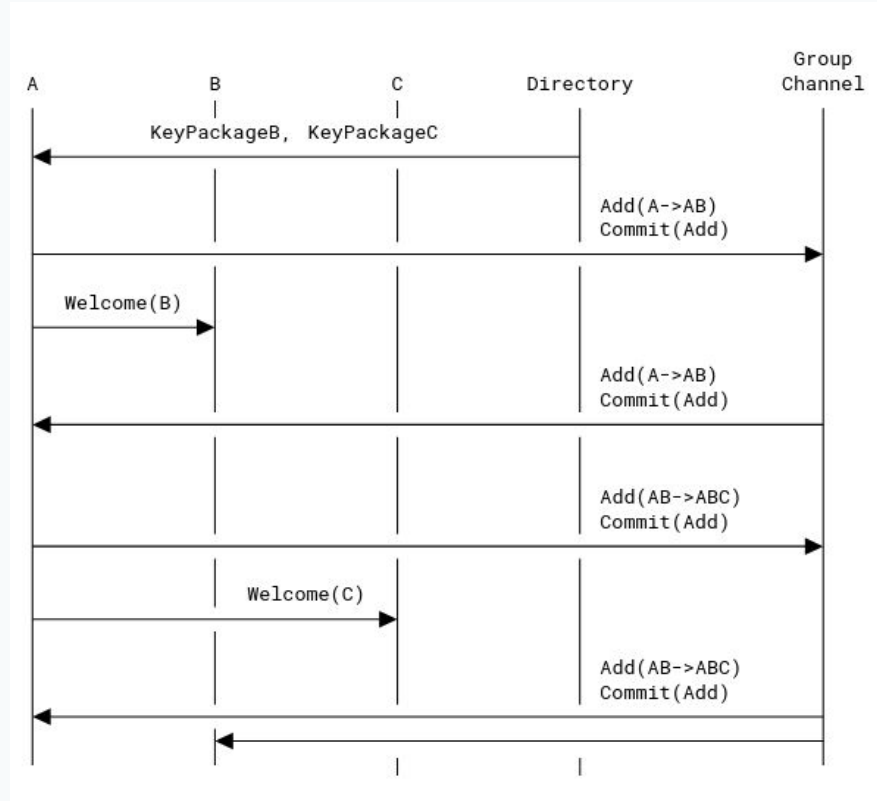 Group
A B C Directory Channel
KeyPackageB, KeyPackageC
Add(A->AB)
Commit(Add)
Welcome(B)
Add(A->AB)
Commit(Add)
Add(AB->ABC)
Commit(Add)
Welcome(C)
Add(AB->ABC)
Commit(Add)